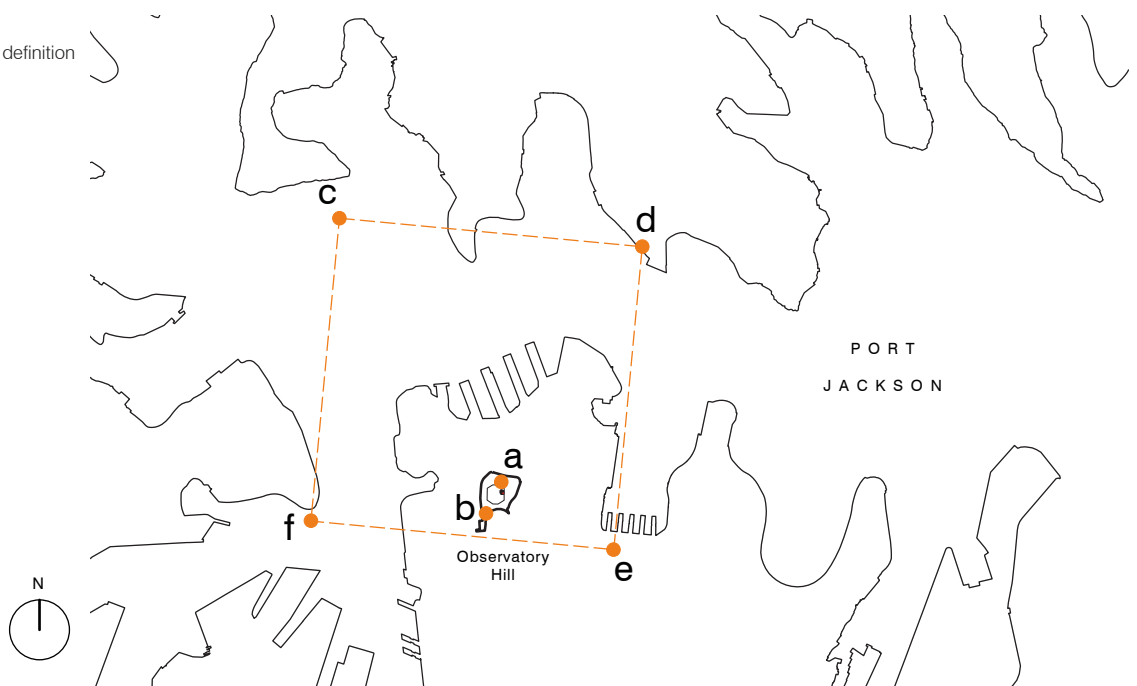 definition
c
d
PORT
JACKSON
a
b
f
Observatory
Hill
e
N